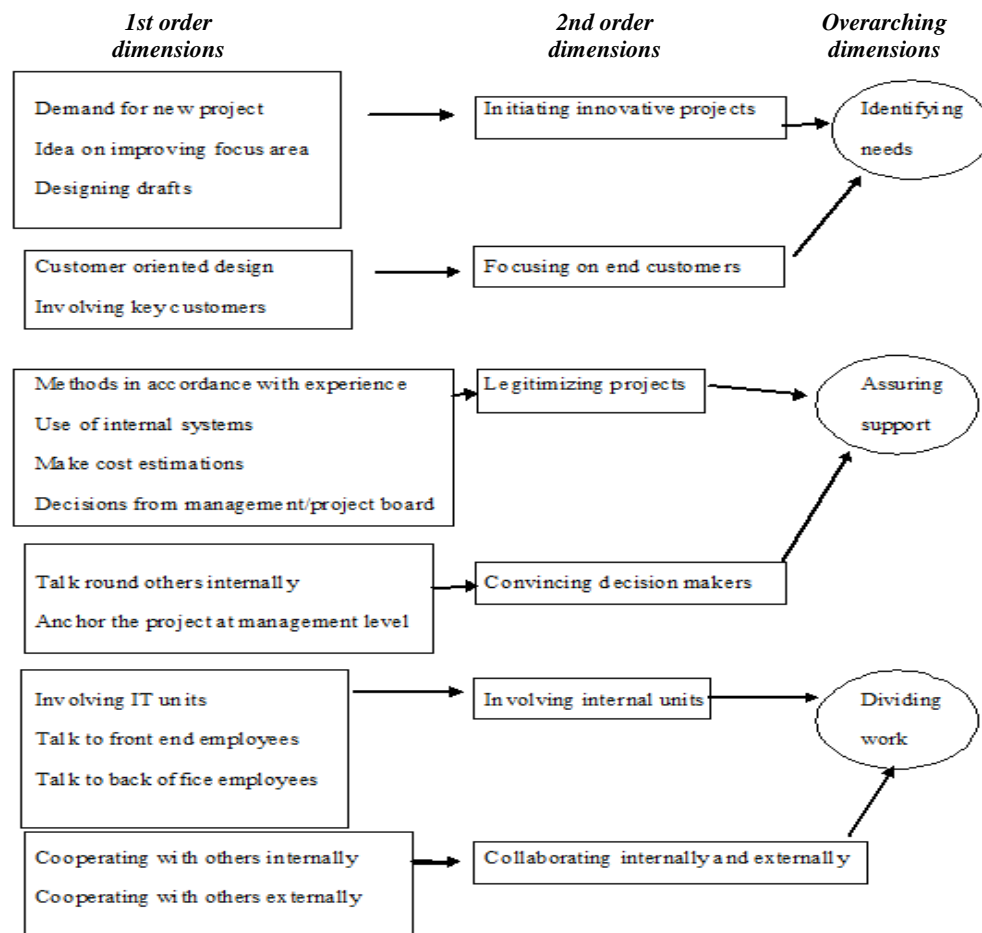 1st order
dimensions
2nd order
dimensions
Overarching
dimensions
Demand for new project
Idea on improving focus area
Designing drafts
Initiating innovative projects
Identifying
needs
Customer oriented design
Involving key customers
Focusing on end customers
Methods in accordance with experience
Use of internal systems
Make cost estimations
Decisions from management/project board
Legitimizing projects
Assuring
support
Talk round others internally
Anchor the project at management level
Convincing decision makers
Involving IT units
Talk to front end employees
Talk to back office employees
Involving internal units
Dividing
work
Cooperating with others internally
Cooperating with others externally
Collaborating internally and externally